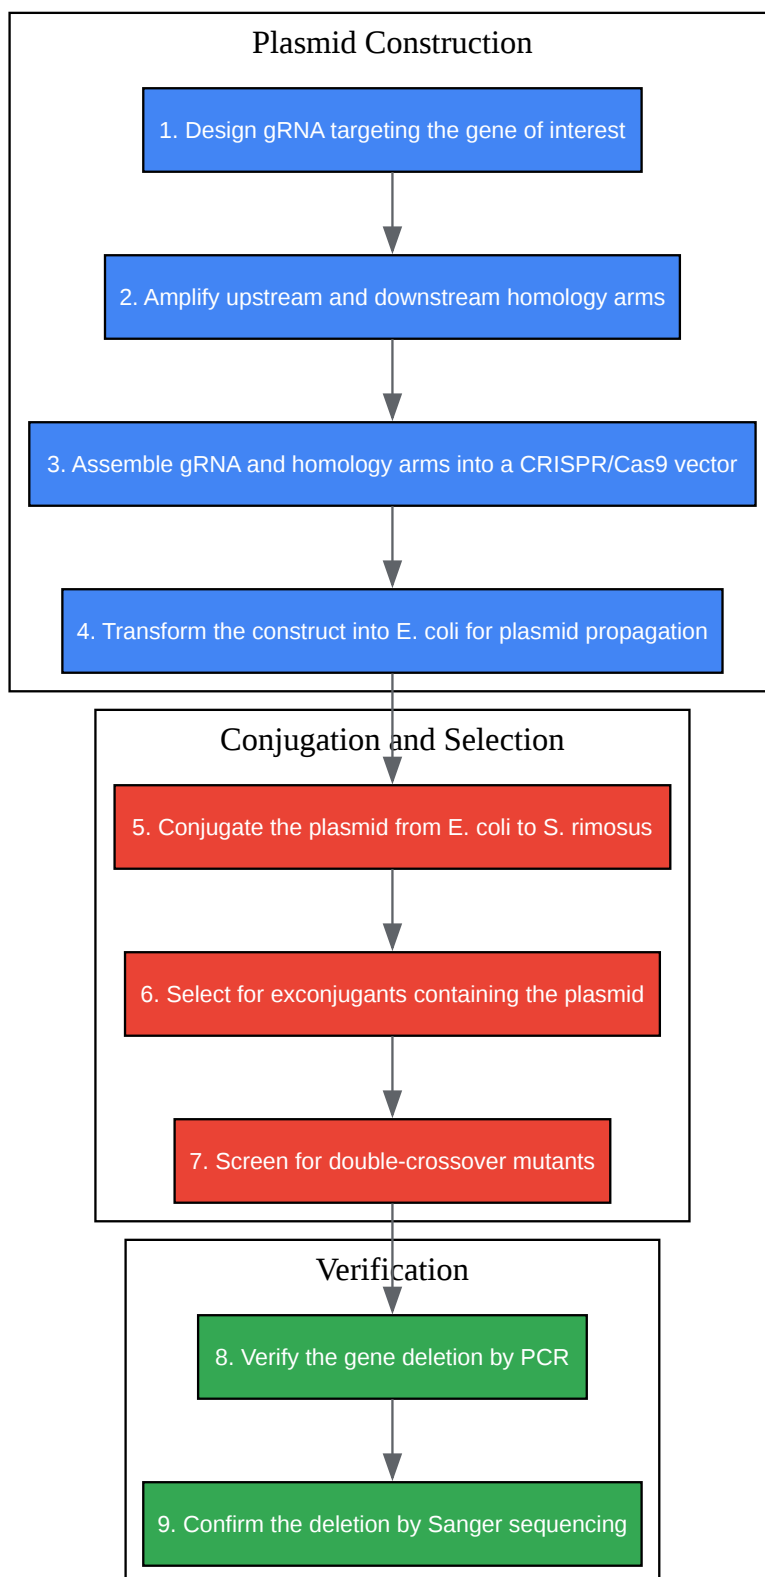 Plasmid Construction
1. Design gRNA targeting the gene of interest
2. Amplify upstream and downstream homology arms
3. Assemble gRNA and homology arms into a CRISPR/Cas9 vector
4. Transform the construct into E. coli for plasmid propagation
Conjugation and Selection
5. Conjugate the plasmid from E. coli to S. rimosus
6. Select for exconjugants containing the plasmid
7. Screen for double-crossover mutants
Verification
8. Verify the gene deletion by PCR
9. Confirm the deletion by Sanger sequencing